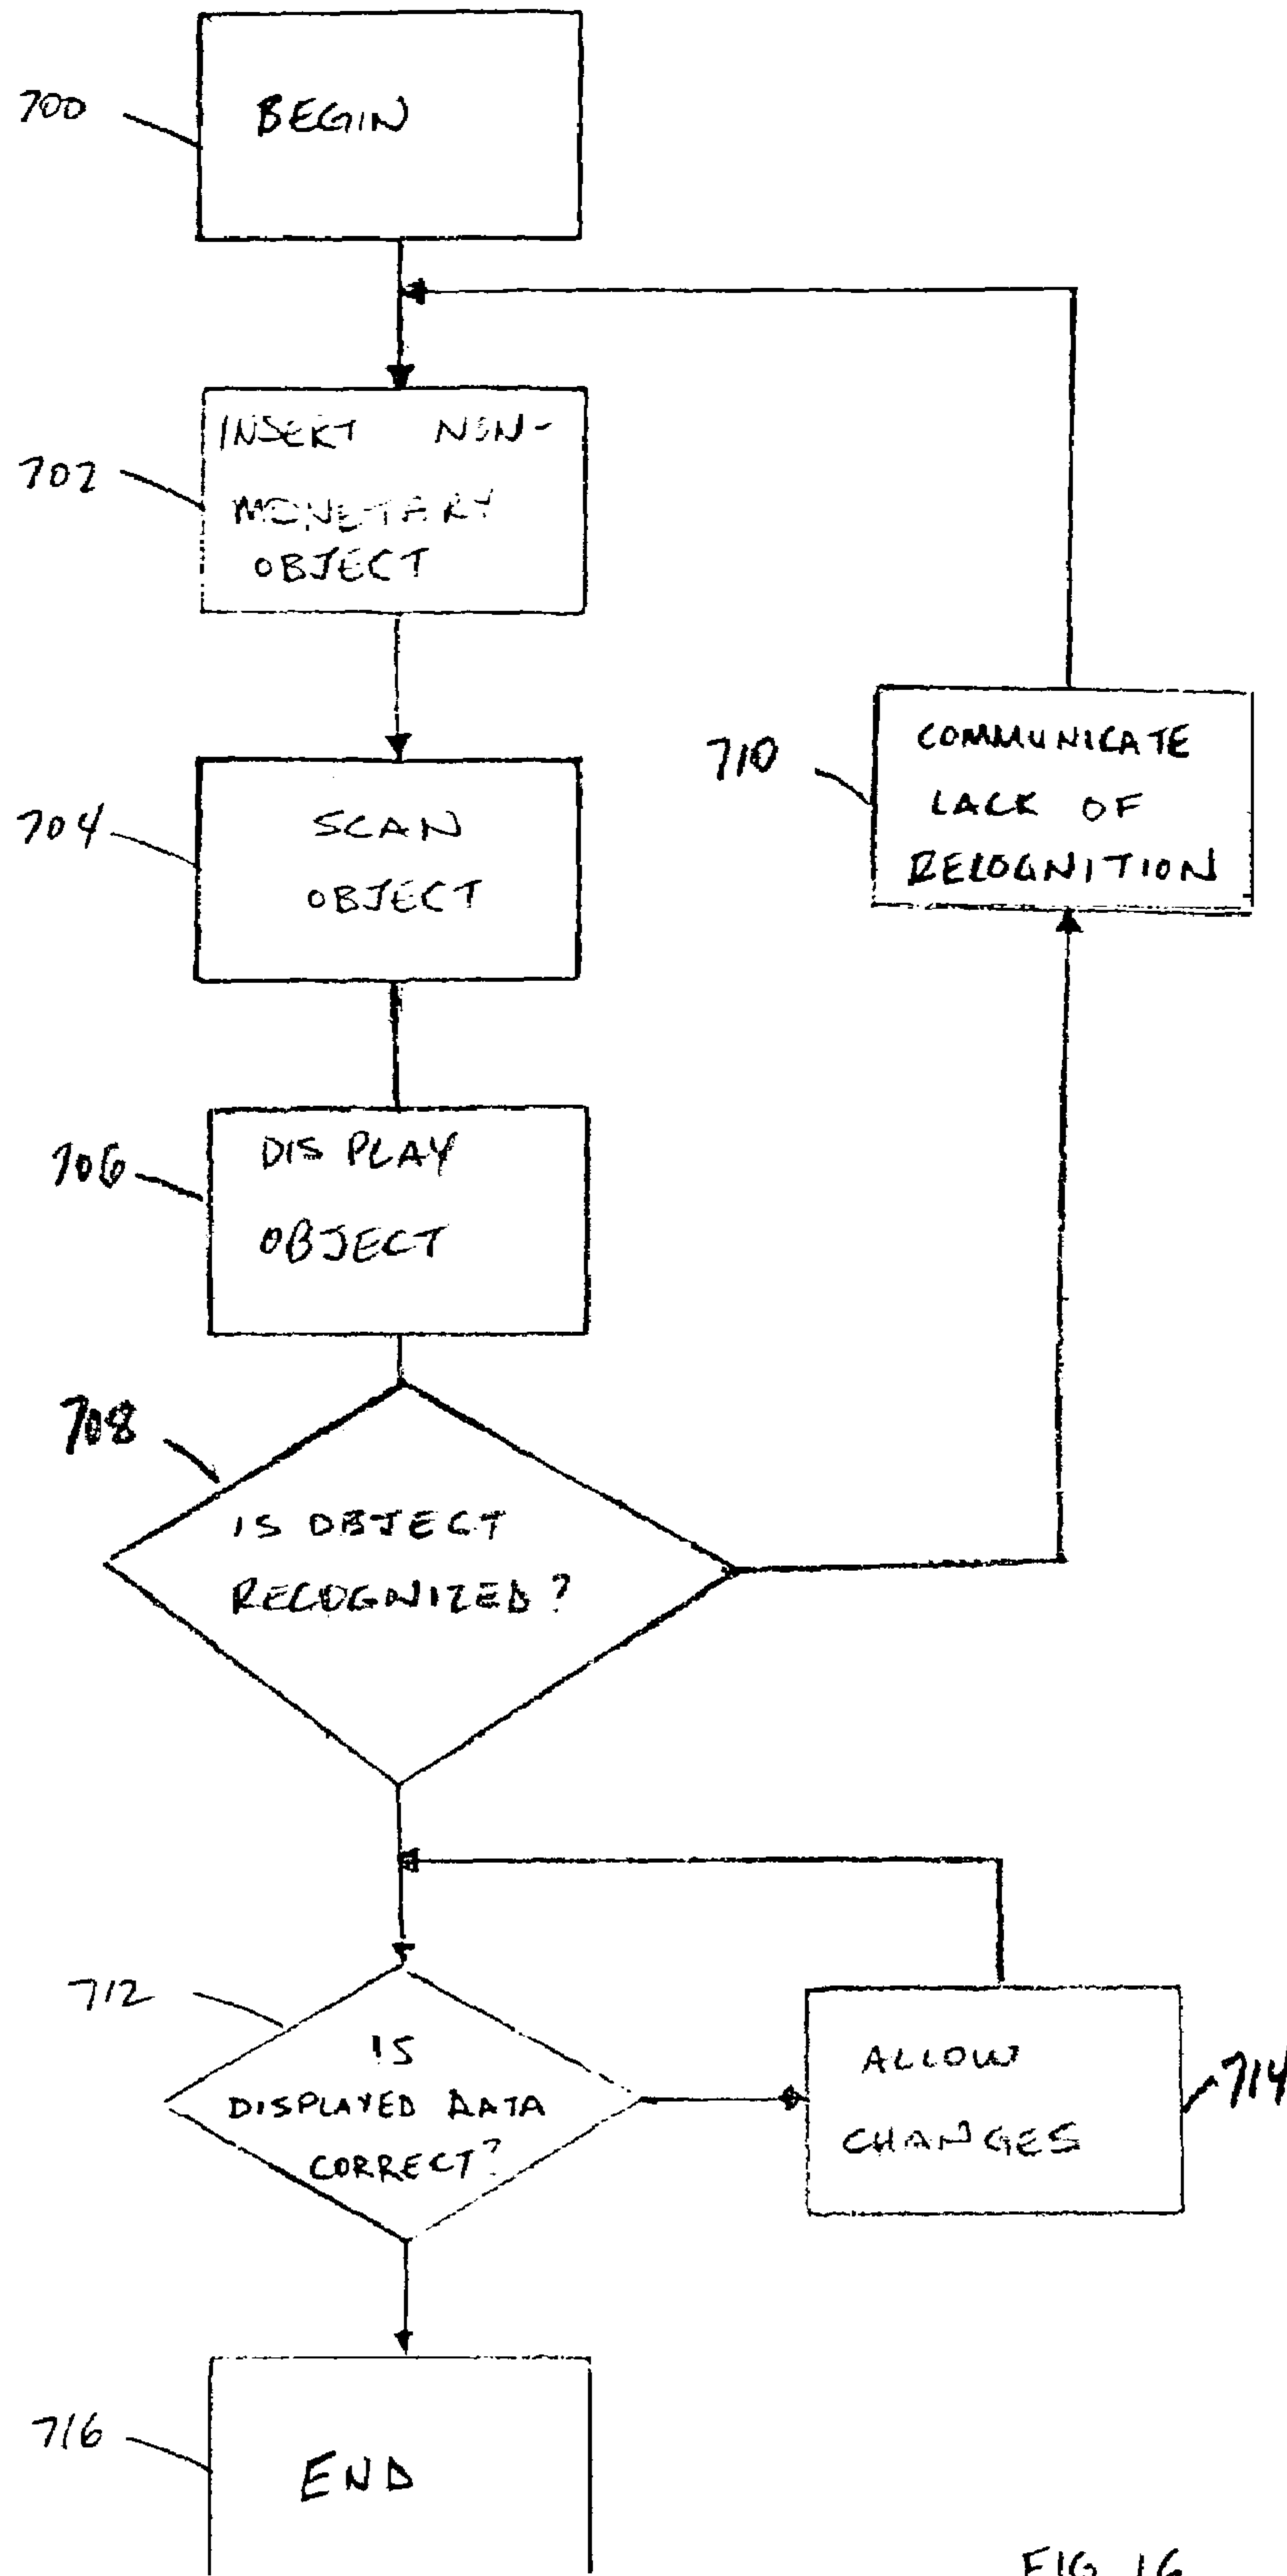 700
BEGIN
702
INSERT NON-
MONETARY
OBJECT
704
SCAN
OBJECT
710
COMMUNICATE
LACK OF
RECOGNITION
706
DISPLAY
OBJECT
708
IS OBJECT
RECOGNIZED?
712
IS
DISPLAYED DATA
CORRECT?
714
ALLOW
CHANGES
716
END
FIG. 16